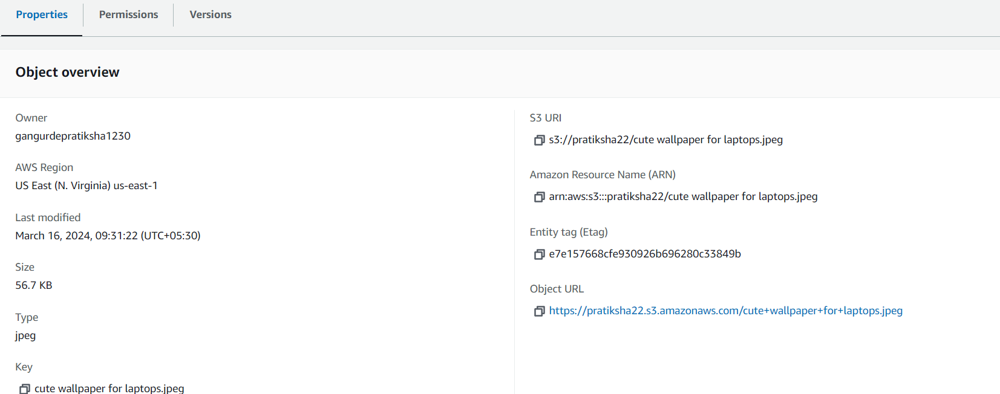 Properties
Permissions
Versions
Object overview
Owner
gangurdepratiksha1230
AWS Region
US East (N. Virginia) us-east-1
Last modified
March 16, 2024, 09:31:22 (UTC+05:30)
Size
56.7 KB
Type
jpeg
Key
cute wallpaper for laptops.jpeg
S3 URI
s3://pratiksha22/cute wallpaper for laptops.jpeg
Amazon Resource Name (ARN)
arn:aws:s3:::pratiksha22/cute wallpaper for laptops.jpeg
Entity tag (Etag)
e7e157668cfe930926b696280c33849b
Object URL
https://pratiksha22.s3.amazonaws.com/cute+wallpaper+for+laptops.jpeg